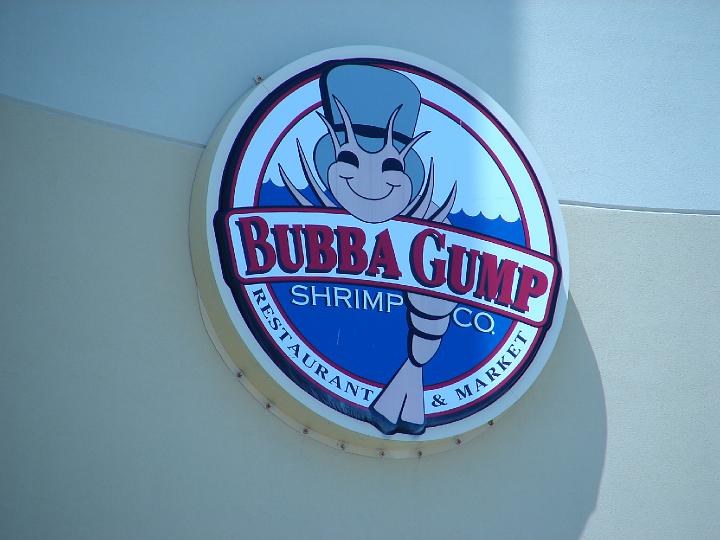 BUBBA GUMP
SHRIMP CO.
RESTAURANT & MARKET